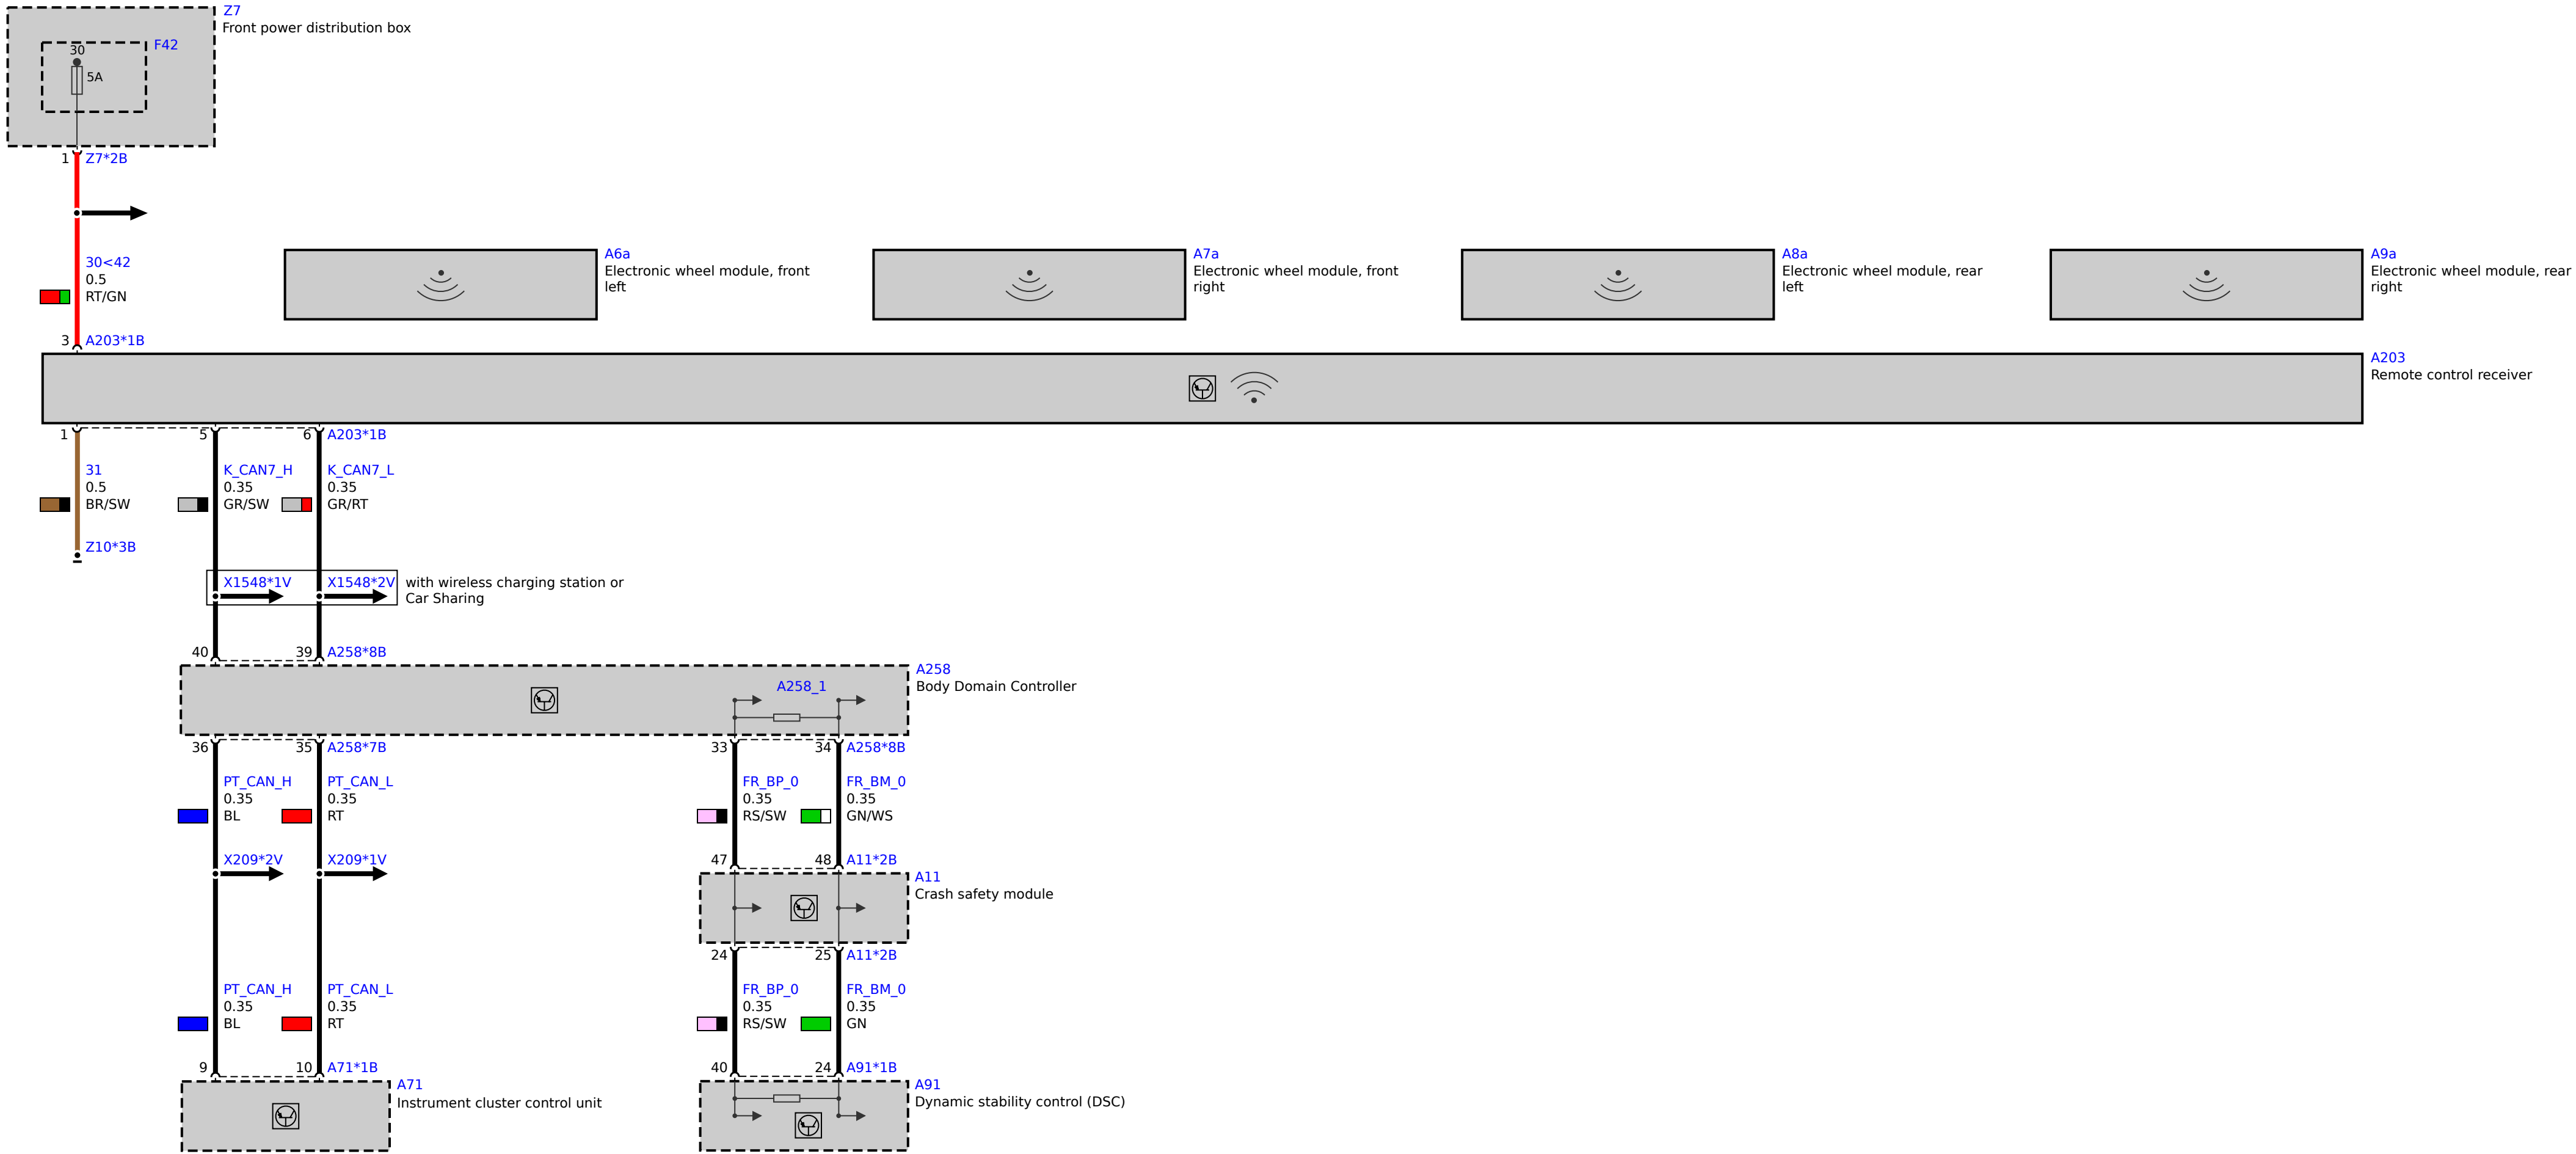 Z7
Front power distribution box
30
F42
5A
1 Z7*2B
30<42
0.5
RT/GN
A6a
Electronic wheel module, front
left
A7a
Electronic wheel module, front
right
A8a
Electronic wheel module, rear
left
A9a
Electronic wheel module, rear
right
3 A203*1B
A203
Remote control receiver
1 5 6 A203*1B
31 K_CAN7_H K_CAN7_L
0.5 0.35 0.35
BR/SW GR/SW GR/RT
Z10*3B
X1548*1V X1548*2V with wireless charging station or
Car Sharing
40 39 A258*8B
A258
Body Domain Controller
A258_1
36 35 A258*7B 33 34 A258*8B
PT_CAN_H PT_CAN_L FR_BP_0 FR_BM_0
0.35 0.35 0.35 0.35
BL RT RS/SW GN/WS
X209*2V X209*1V 47 48 A11*2B
A11
Crash safety module
24 25 A11*2B
PT_CAN_H PT_CAN_L FR_BP_0 FR_BM_0
0.35 0.35 0.35 0.35
BL RT RS/SW GN
9 10 A71*1B 40 24 A91*1B
A71
Instrument cluster control unit
A91
Dynamic stability control (DSC)